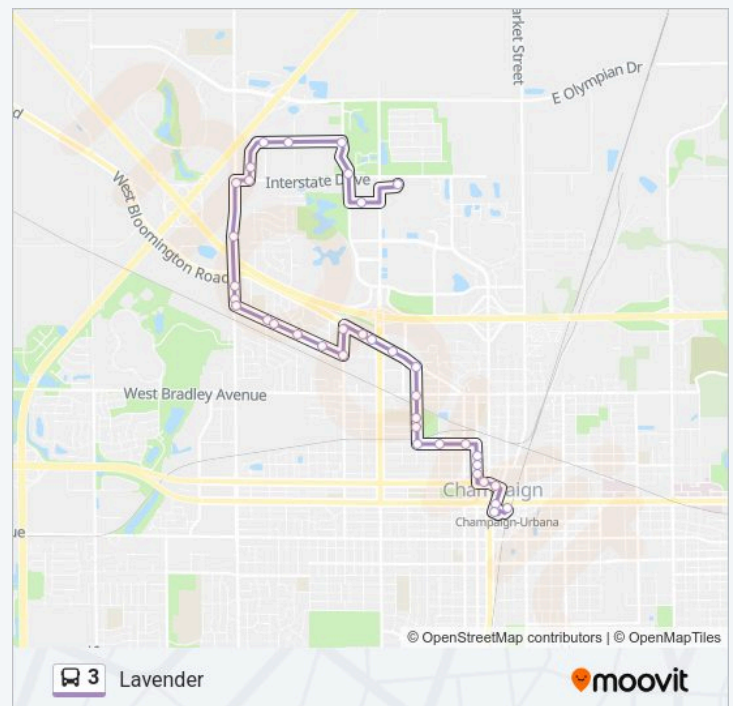 arket Street
E Olympian Dr
d
West Bloomington Road
Interstate Drive
West Bradley Avenue
Champaign
Champaign-Urbana
ue
© OpenStreetMap contributors | © OpenMapTiles
3 Lavender
moovit